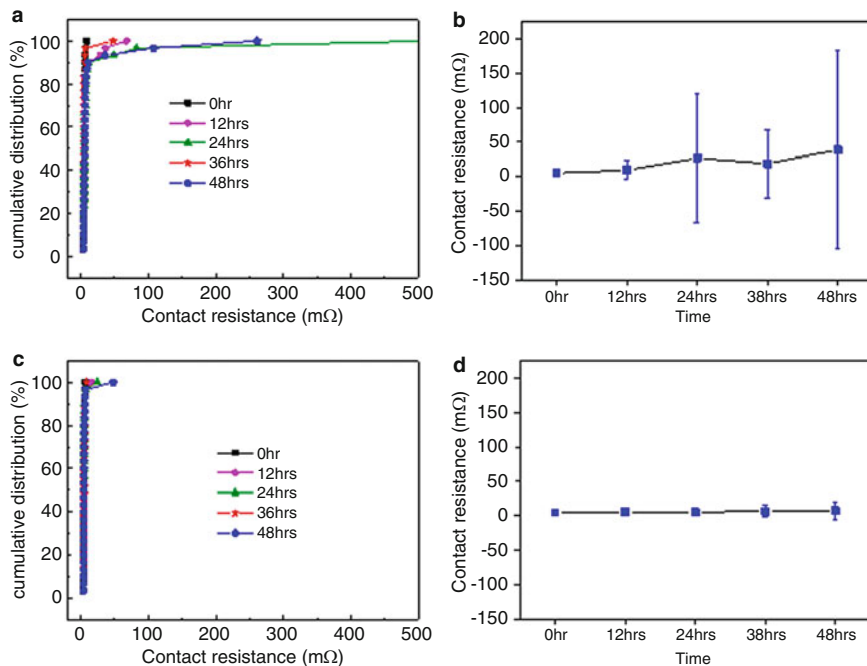 a
cumulative distribution (%)
100
80
60
40
20
0
0hr
12hrs
24hrs
36hrs
48hrs
0 100 200 300 400 500
Contact resistance (mΩ)
b
Contact resistance (mΩ)
200
150
100
50
0
-50
-100
-150
0hr 12hrs 24hrs 38hrs 48hrs
Time
c
cumulative distribution (%)
100
80
60
40
20
0
0hr
12hrs
24hrs
36hrs
48hrs
0 100 200 300 400 500
Contact resistance (mΩ)
d
Contact resistance (mΩ)
200
150
100
50
0
-50
-100
-150
0hr 12hrs 24hrs 38hrs 48hrs
Time